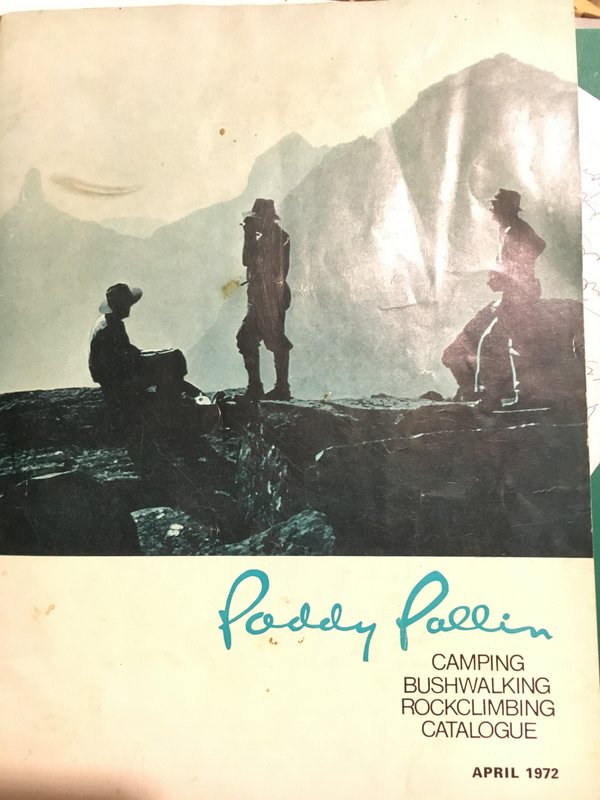 Paddy Pallin
CAMPING
BUSHWALKING
ROCKCLIMBING
CATALOGUE
APRIL 1972